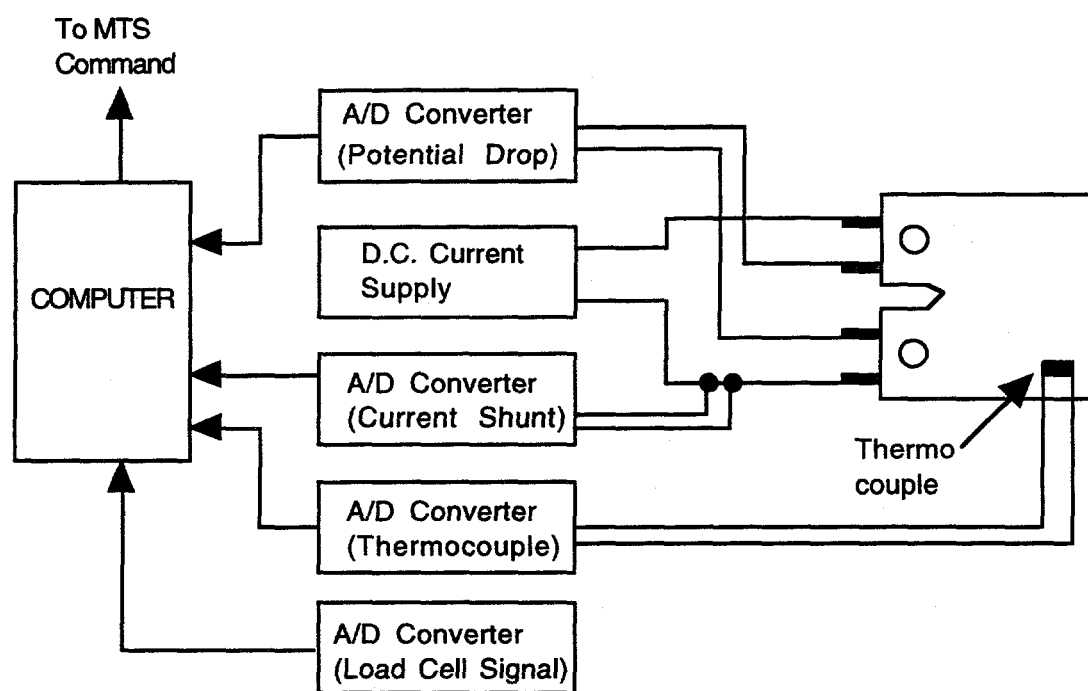 To MTS
Command
A/D Converter
(Potential Drop)
D.C. Current
Supply
COMPUTER
A/D Converter
(Current Shunt)
Thermo
couple
A/D Converter
(Thermocouple)
A/D Converter
(Load Cell Signal)